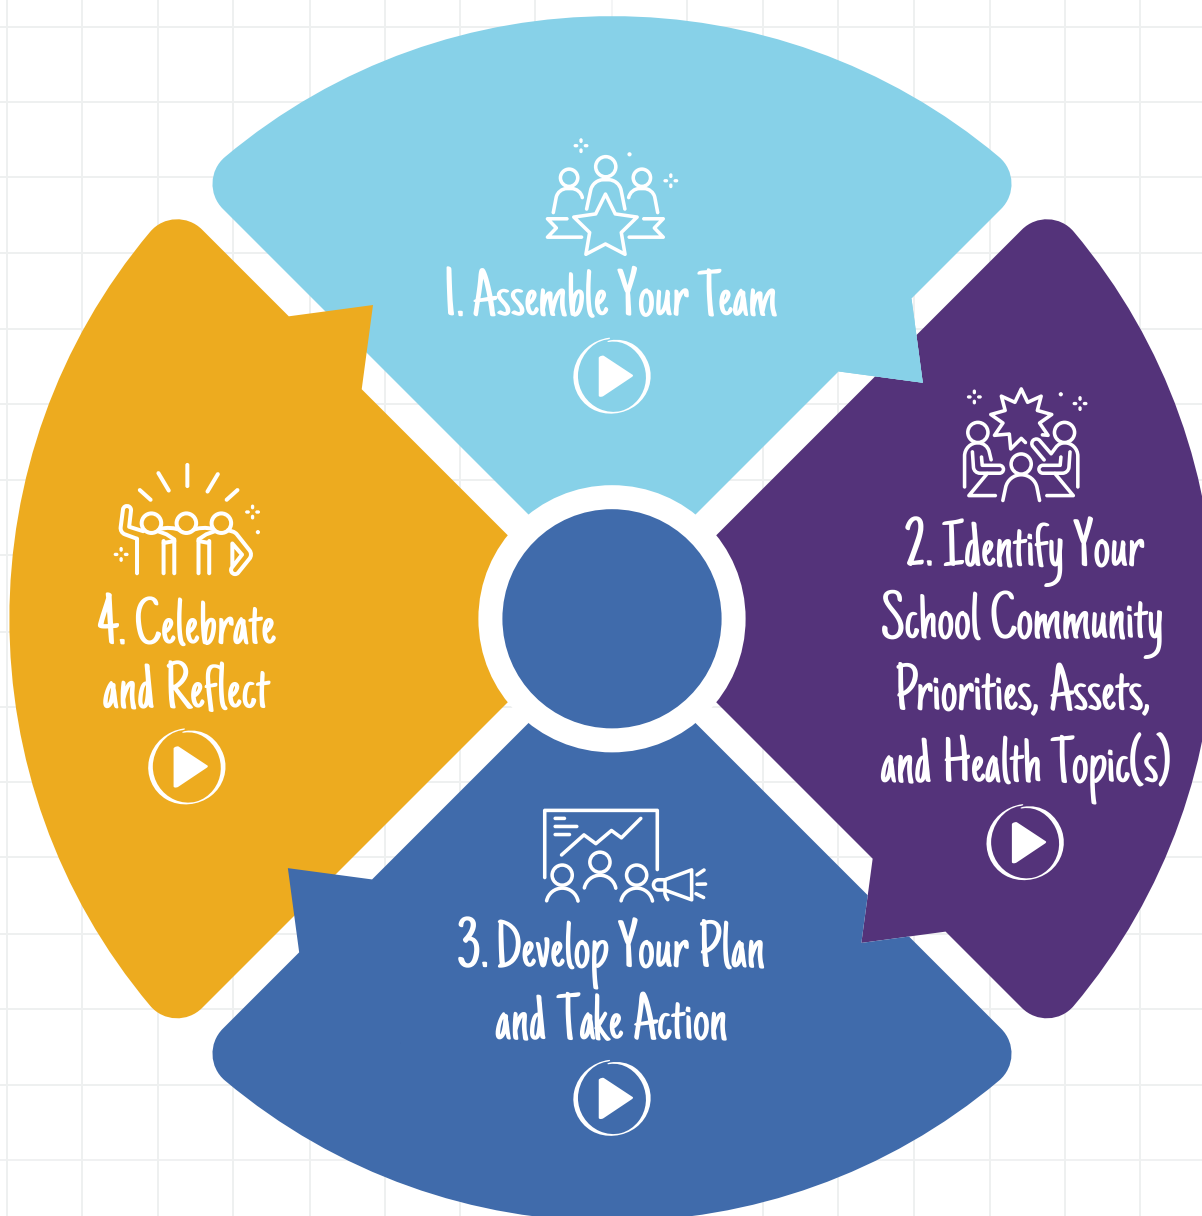 1. Assemble Your Team
2. Identify Your
School Community
Priorities, Assets,
and Health Topic(s)
3. Develop Your Plan
and Take Action
4. Celebrate
and Reflect